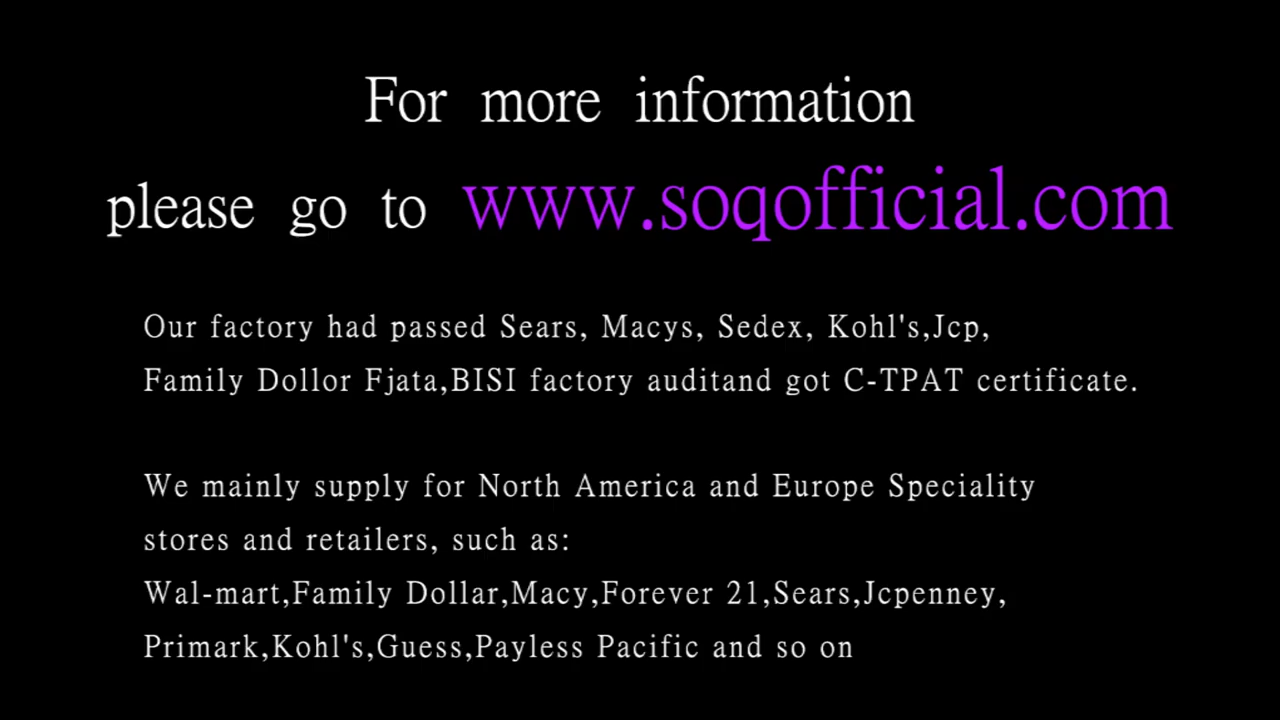 For more information
please go to www.soqofficial.com
Our factory had passed Sears, Macys, Sedex, Kohl's,Jcp,
Family Dollor Fjata,BISI factory auditand got C-TPAT certificate.
We mainly supply for North America and Europe Speciality
stores and retailers, such as:
Wal-mart,Family Dollar,Macy,Forever 21,Sears,Jcpenney,
Primark,Kohl's,Guess,Payless Pacific and so on